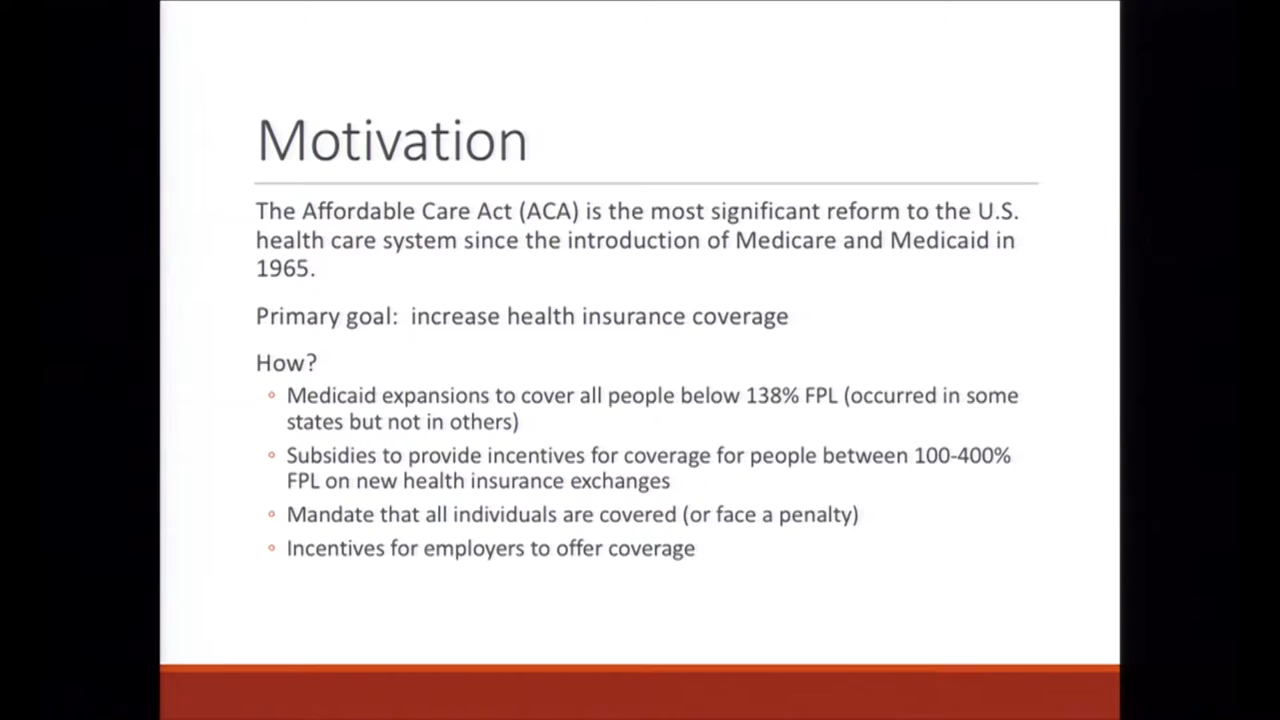 Motivation
The Affordable Care Act (ACA) is the most significant reform to the U.S.
health care system since the introduction of Medicare and Medicaid in
1965.
Primary goal:  increase health insurance coverage
How?
◦ Medicaid expansions to cover all people below 138% FPL (occurred in some
states but not in others)
◦ Subsidies to provide incentives for coverage for people between 100-400%
FPL on new health insurance exchanges
◦ Mandate that all individuals are covered (or face a penalty)
◦ Incentives for employers to offer coverage